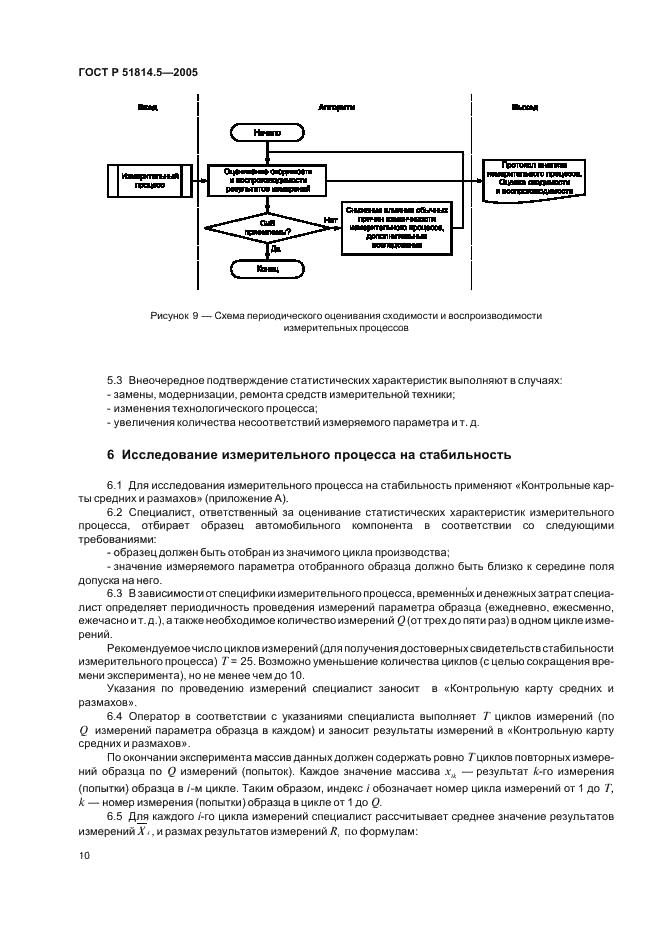 ГОСТ Р 51814.5—2005
Вход
Алгоритм
Выход
Начало
Измерительный
процесс
Оценивание сходимости
и воспроизводимости
результатов измерений
Протокол анализа
измерительного процесса.
Оценка сходимости
и воспроизводимости
СиВ
приемлемы?
Нет
Снижение влияния обычных
причин изменчивости
измерительного процесса,
дополнительные
исследования
Да
Конец
Рисунок 9 — Схема периодического оценивания сходимости и воспроизводимости
измерительных процессов
5.3 Внеочередное подтверждение статистических характеристик выполняют в случаях:
- замены, модернизации, ремонта средств измерительной техники;
- изменения технологического процесса;
- увеличения количества несоответствий измеряемого параметра и т. д.
6 Исследование измерительного процесса на стабильность
6.1 Для исследования измерительного процесса на стабильность применяют «Контрольные кар-
ты средних и размахов» (приложение А).
6.2 Специалист, ответственный за оценивание статистических характеристик измерительного
процесса, отбирает образец автомобильного компонента в соответствии со следующими
требованиями:
- образец должен быть отобран из значимого цикла производства;
- значение измеряемого параметра отобранного образца должно быть близко к середине поля
допуска на него.
6.3 В зависимости от специфики измерительного процесса, временных и денежных затрат специа-
лист определяет периодичность проведения измерений параметра образца (ежедневно, ежесменно,
ежечасно и т. д.), а также необходимое количество измерений Q (от трех до пяти раз) в одном цикле изме-
рений.
Рекомендуемое число циклов измерений (для получения достоверных свидетельств стабильности
измерительного процесса) T = 25. Возможно уменьшение количества циклов (с целью сокращения вре-
мени эксперимента), но не менее чем до 10.
Указания по проведению измерений специалист заносит в «Контрольную карту средних и
размахов».
6.4 Оператор в соответствии с указаниями специалиста выполняет T циклов измерений (по
Q измерений параметра образца в каждом) и заносит результаты измерений в «Контрольную карту
средних и размахов».
По окончании эксперимента массив данных должен содержать ровно T циклов повторных измере-
ний образца по Q измерений (попыток). Каждое значение массива xᵢₖ — результат k-го измерения
(попытки) образца в i-м цикле. Таким образом, индекс i обозначает номер цикла измерений от 1 до T,
k — номер измерения (попытки) образца в цикле от 1 до Q.
6.5 Для каждого i-го цикла измерений специалист рассчитывает среднее значение результатов
измерений X̅ᵢ, и размах результатов измерений Rᵢ по формулам:
10